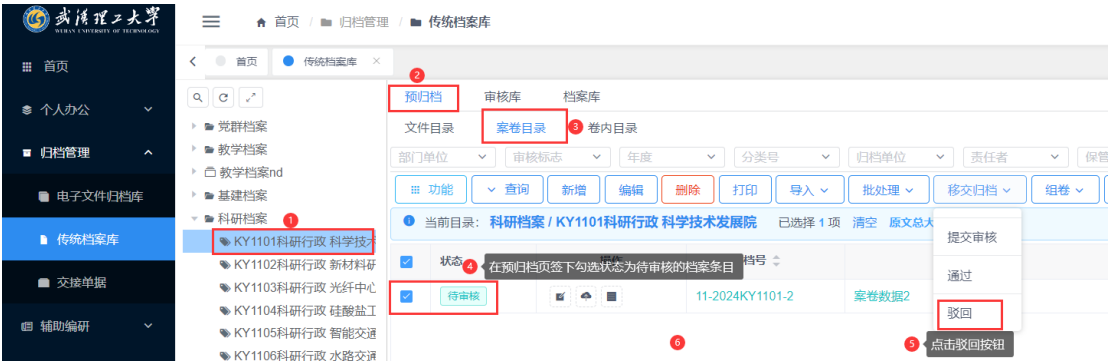 武汉理工大学
WUHAN UNIVERSITY OF TECHNOLOGY
首页 / 归档管理 / 传统档案库
首页
首页
传统档案库 ×
个人办公
归档管理
电子文件归档库
传统档案库
交接单据
辅助编研
党群档案
教学档案
教学档案nd
基建档案
科研档案
1
KY1101科研行政 科学技术
KY1102科研行政 新材料研
KY1103科研行政 光纤中心
KY1104科研行政 硅酸盐工
KY1105科研行政 智能交通
KY1106科研行政 水路交通
2
预归档 审核库 档案库
文件目录 案卷目录 3 卷内目录
部门单位 审核标志 年度 分类号 归档单位 责任者 保管
功能 查询 新增 编辑 删除 打印 导入 批处理 移交归档 组卷
当前目录： 科研档案 / KY1101科研行政 科学技术发展院 已选择 1 项 清空 原文总大
状态 档号
4 在预归档页签下勾选状态为待审核的档案条目
待审核 11-2024KY1101-2 案卷数据2
提交审核
通过
驳回
6
5 点击驳回按钮